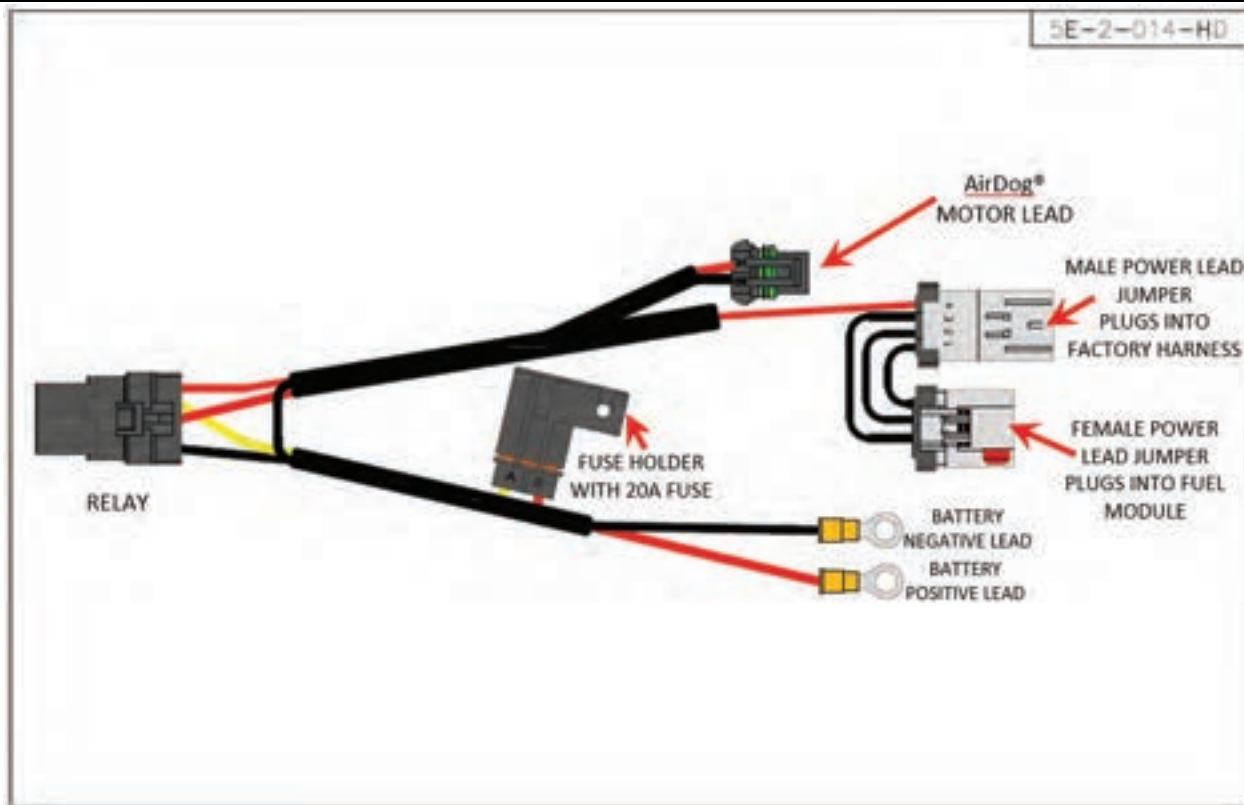 5E-2-014-HD
AirDog®
MOTOR LEAD
MALE POWER LEAD
JUMPER
PLUGS INTO
FACTORY HARNESS
FUSE HOLDER
WITH 20A FUSE
FEMALE POWER
LEAD JUMPER
PLUGS INTO FUEL
MODULE
RELAY
BATTERY
NEGATIVE LEAD
BATTERY
POSITIVE LEAD